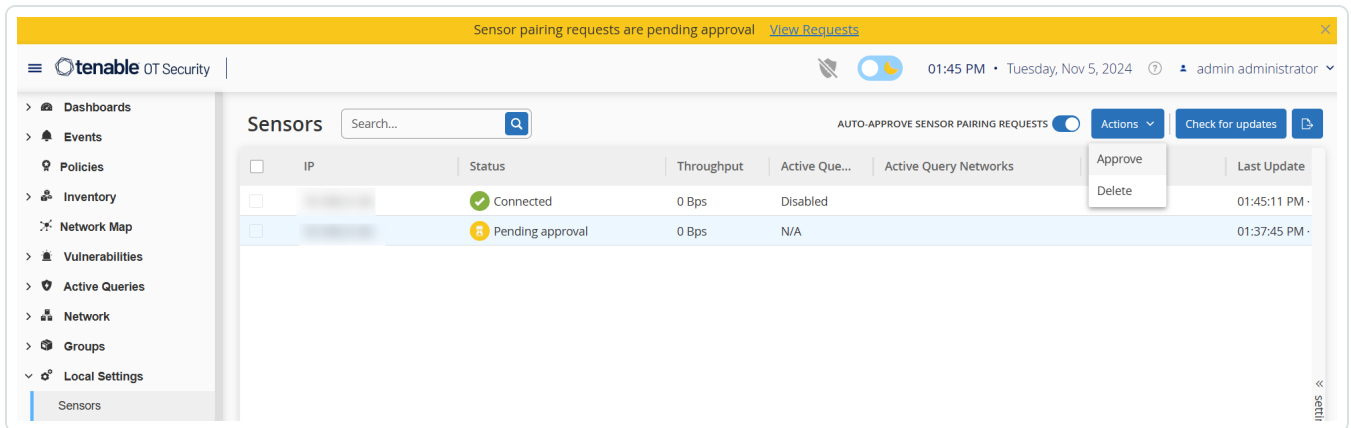 Sensor pairing requests are pending approval View Requests
tenable OT Security
01:45 PM • Tuesday, Nov 5, 2024 admin administrator
Dashboards
Events
Policies
Inventory
Network Map
Vulnerabilities
Active Queries
Network
Groups
Local Settings
Sensors
Sensors Search... AUTO-APPROVE SENSOR PAIRING REQUESTS Actions Check for updates
Approve
Delete
IP Status Throughput Active Que... Active Query Networks Last Update
Connected 0 Bps Disabled 01:45:11 PM ·
Pending approval 0 Bps N/A 01:37:45 PM ·